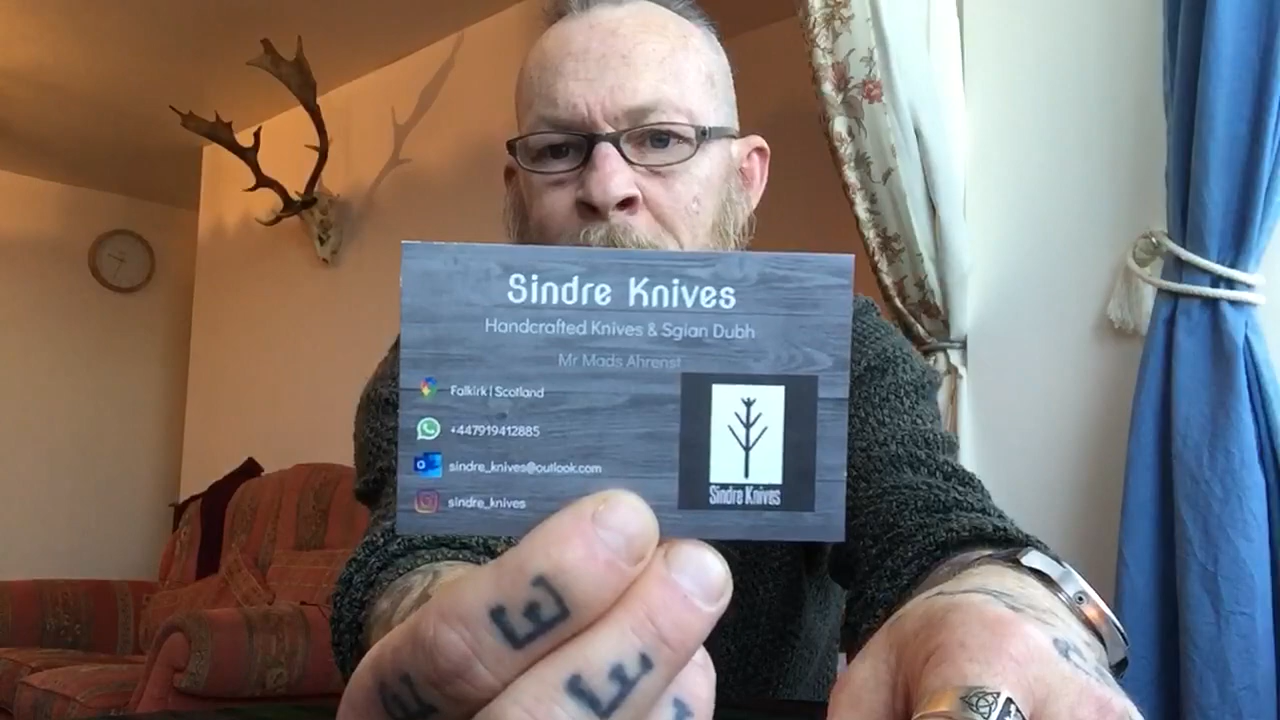 Sindre Knives
Handcrafted Knives & Sgian Dubh
Mr Mads Ahrenst
Falkirk | Scotland
+447919412885
sindre_knives@outlook.com
sindre_knives
Sindre Knives